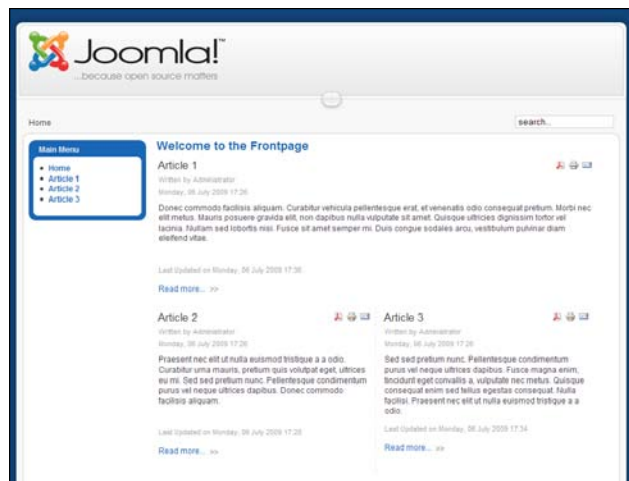 Joomla!™
...because open source matters
Home
search...
Main Menu
Home
Article 1
Article 2
Article 3
Welcome to the Frontpage
Article 1
Written by Administrator
Monday, 06 July 2009 17:26
Donec commodo facilisis aliquam. Curabitur vehicula pellentesque erat, et venenatis odio consequat pretium. Morbi nec
elit metus. Mauris posuere gravida elit, non dapibus nulla vulputate sit amet. Quisque ultricies dignissim tortor vel
lacinia. Nullam sed lobortis nisi. Fusce sit amet semper mi. Duis congue sodales arcu, vestibulum pulvinar diam
eleifend vitae.
Last Updated on Monday, 06 July 2009 17:36
Read more... >>
Article 2
Written by Administrator
Monday, 06 July 2009 17:26
Praesent nec elit ut nulla euismod tristique a a odio.
Curabitur urna mauris, pretium quis volutpat eget, ultrices
eu mi. Sed sed pretium nunc. Pellentesque condimentum
purus vel neque ultrices dapibus. Donec commodo
facilisis aliquam.
Last Updated on Monday, 06 July 2009 17:28
Read more... >>
Article 3
Written by Administrator
Monday, 06 July 2009 17:26
Sed sed pretium nunc. Pellentesque condimentum
purus vel neque ultrices dapibus. Fusce magna enim,
tincidunt eget convallis a, vulputate nec metus. Quisque
consequat enim sed tellus egestas consequat. Nulla
facilisi. Praesent nec elit ut nulla euismod tristique a a
odio.
Last Updated on Monday, 06 July 2009 17:34
Read more... >>